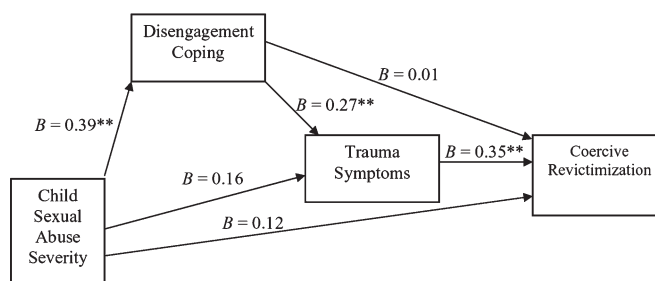 Disengagement
Coping
B = 0.01
B = 0.27**
B = 0.39**
Trauma
Symptoms
B = 0.35**
Coercive
Revictimization
B = 0.16
Child
Sexual
Abuse
Severity
B = 0.12